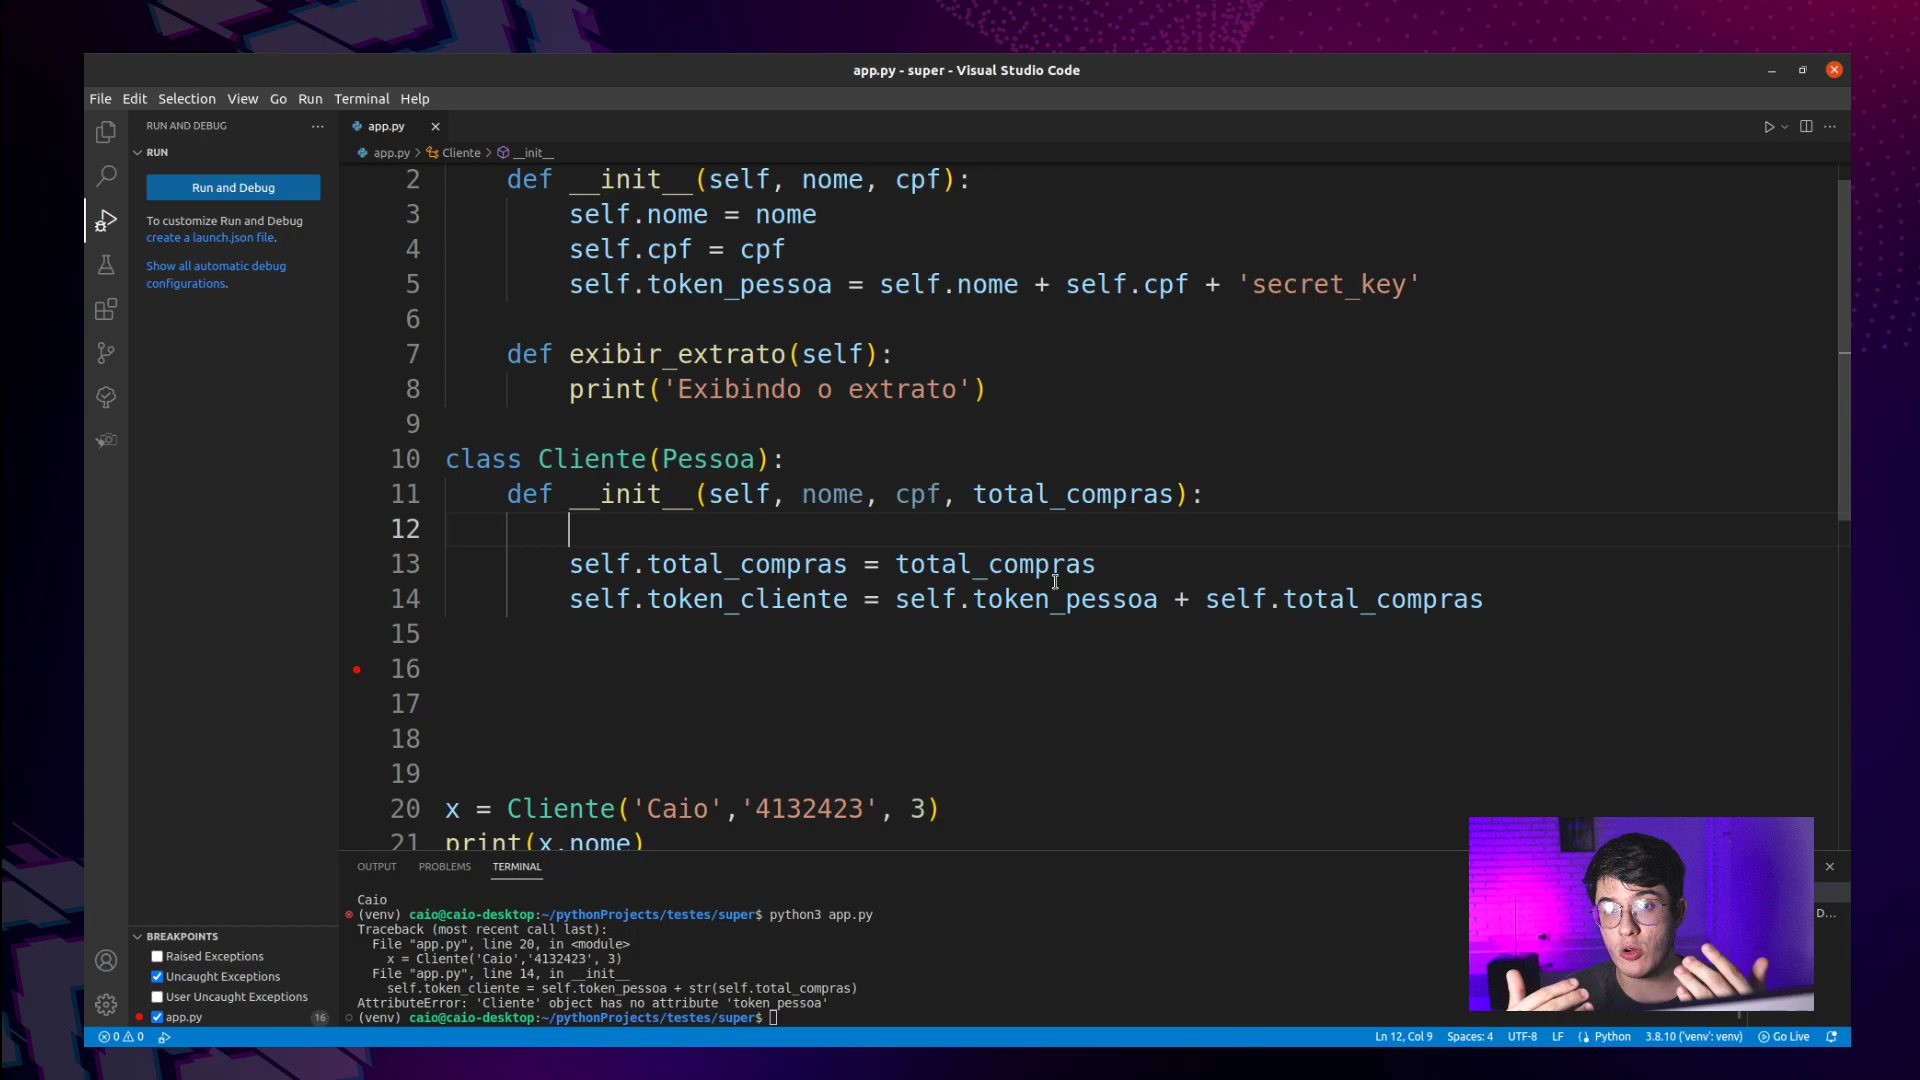 app.py - super - Visual Studio Code
File Edit Selection View Go Run Terminal Help
RUN AND DEBUG
RUN
Run and Debug
To customize Run and Debug
create a launch.json file.
Show all automatic debug
configurations.
app.py
app.py > Cliente > __init__
2 def __init__(self, nome, cpf):
3 self.nome = nome
4 self.cpf = cpf
5 self.token_pessoa = self.nome + self.cpf + 'secret_key'
6
7 def exibir_extrato(self):
8 print('Exibindo o extrato')
9
10 class Cliente(Pessoa):
11 def __init__(self, nome, cpf, total_compras):
12
13 self.total_compras = total_compras
14 self.token_cliente = self.token_pessoa + self.total_compras
15
16
17
18
19
20 x = Cliente('Caio','4132423', 3)
21 print(x.nome)
OUTPUT PROBLEMS TERMINAL
Caio
(venv) caio@caio-desktop:~/pythonProjects/testes/super$ python3 app.py
Traceback (most recent call last):
File "app.py", line 20, in <module>
x = Cliente('Caio','4132423', 3)
File "app.py", line 14, in __init__
self.token_cliente = self.token_pessoa + str(self.total_compras)
AttributeError: 'Cliente' object has no attribute 'token_pessoa'
(venv) caio@caio-desktop:~/pythonProjects/testes/super$
D...
BREAKPOINTS
Raised Exceptions
Uncaught Exceptions
User Uncaught Exceptions
app.py 16
0 0
Ln 12, Col 9 Spaces: 4 UTF-8 LF Python 3.8.10 ('venv': venv) Go Live